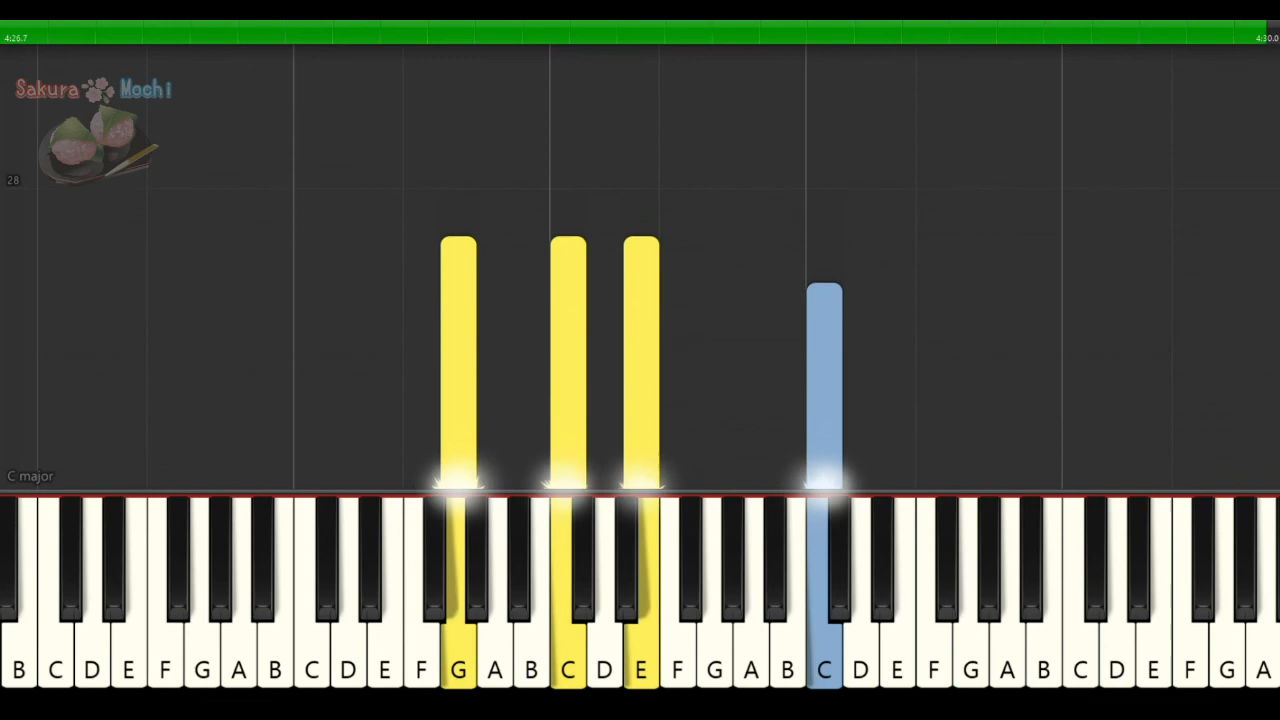 4:26.7
4:30.0
Sakura Mochi
28
C major
B C D E F G A B C D E F G A B C D E F G A B C D E F G A B C D E F G A